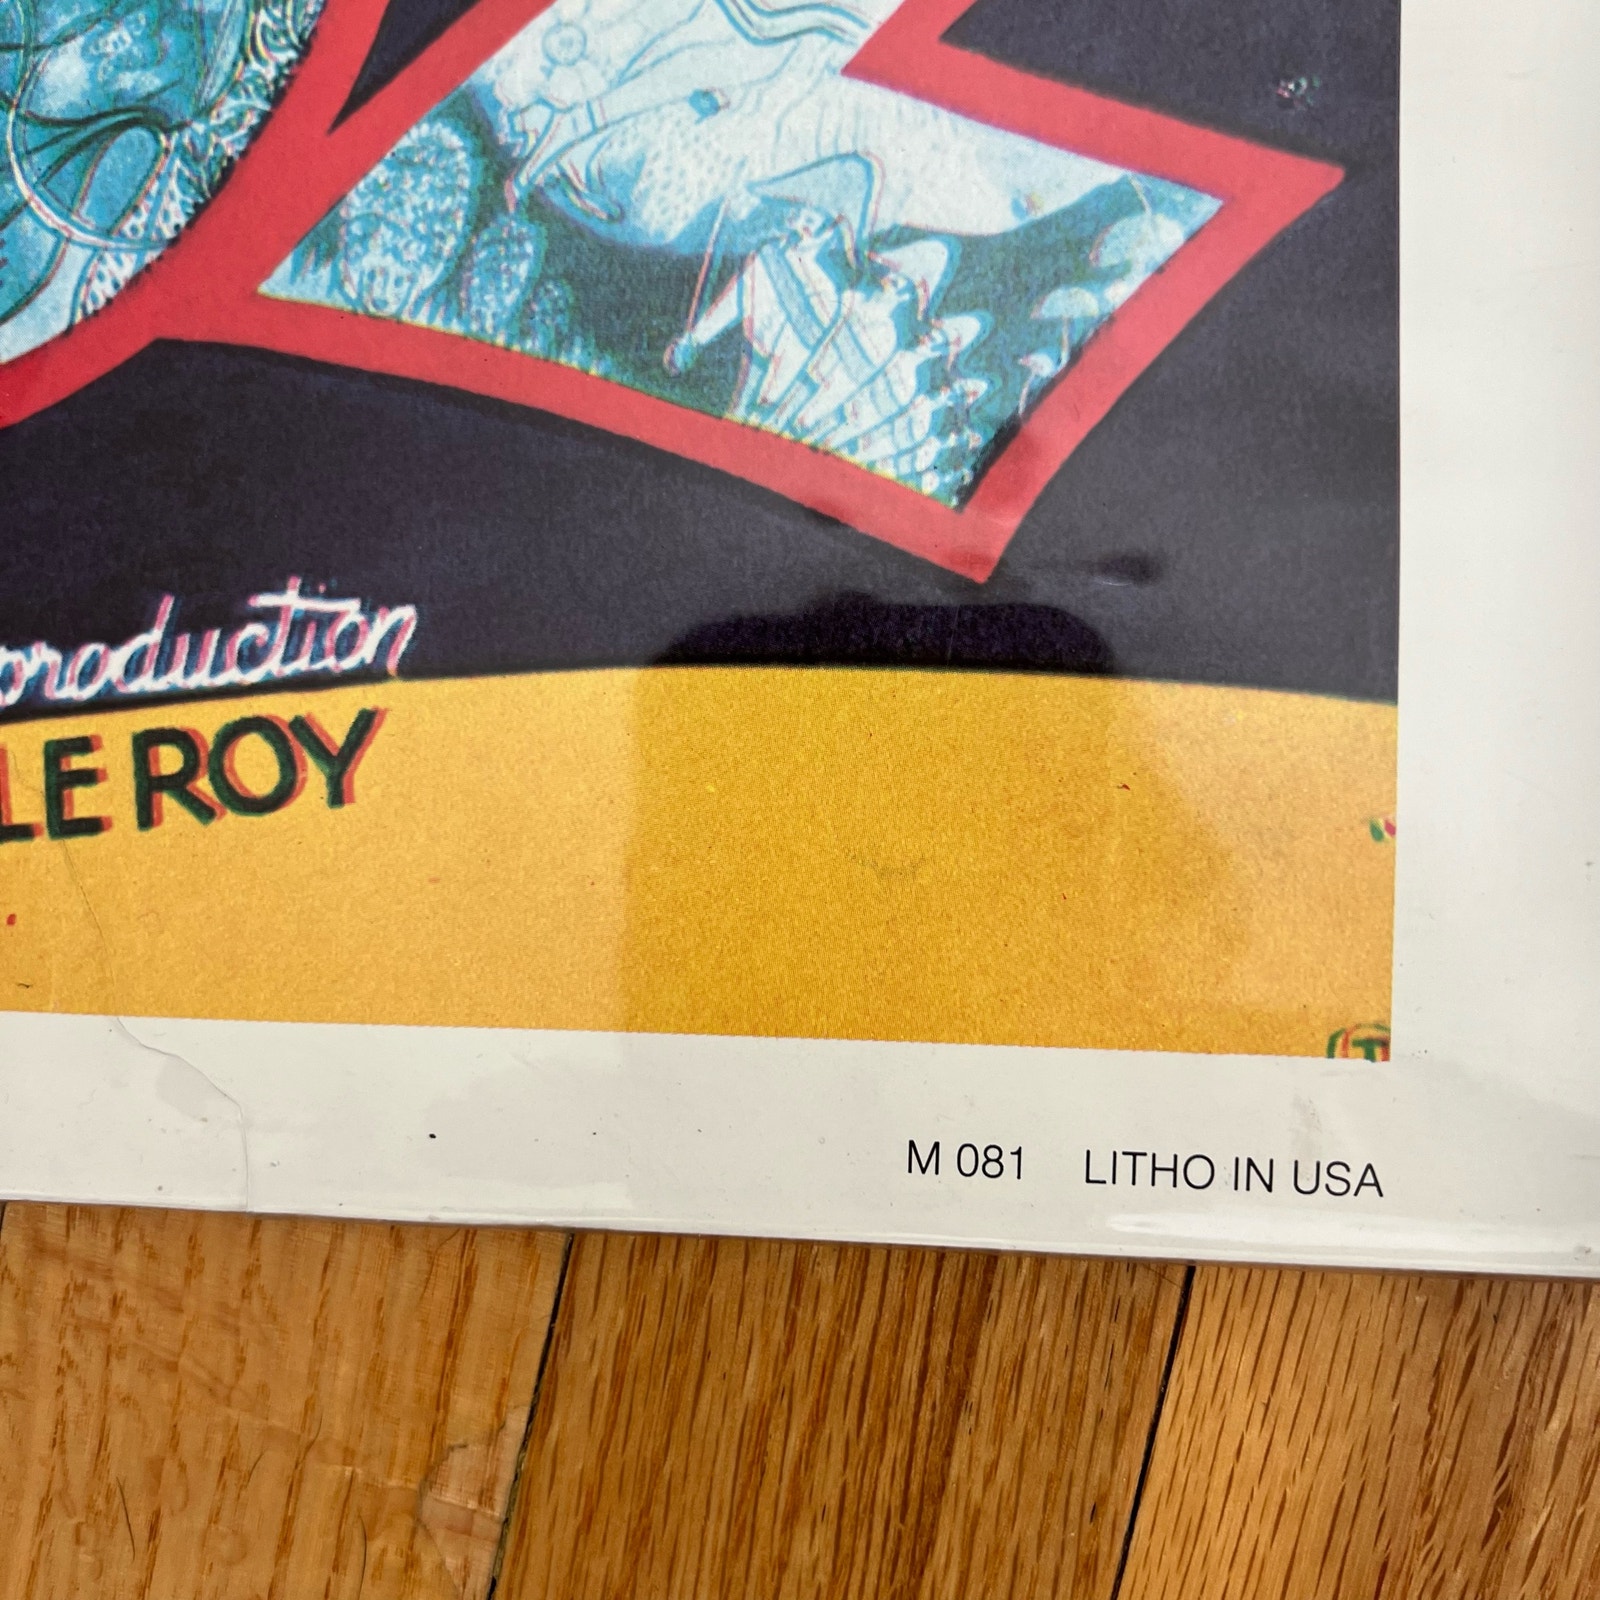 production
LE ROY
M 081 LITHO IN USA